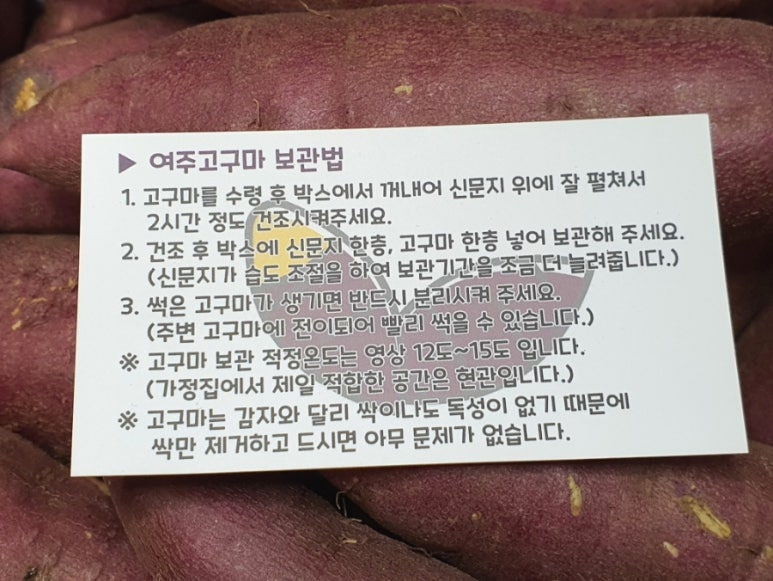 ▶ 여주고구마 보관법
1. 고구마를 수령 후 박스에서 꺼내어 신문지 위에 잘 펼쳐서
2시간 정도 건조시켜주세요.
2. 건조 후 박스에 신문지 한층, 고구마 한층 넣어 보관해 주세요.
(신문지가 습도 조절을 하여 보관기간을 조금 더 늘려줍니다.)
3. 썩은 고구마가 생기면 반드시 분리시켜 주세요.
(주변 고구마에 전이되어 빨리 썩을 수 있습니다.)
※ 고구마 보관 적정온도는 영상 12도~15도 입니다.
(가정집에서 제일 적합한 공간은 현관입니다.)
※ 고구마는 감자와 달리 싹이나도 독성이 없기 때문에
싹만 제거하고 드시면 아무 문제가 없습니다.